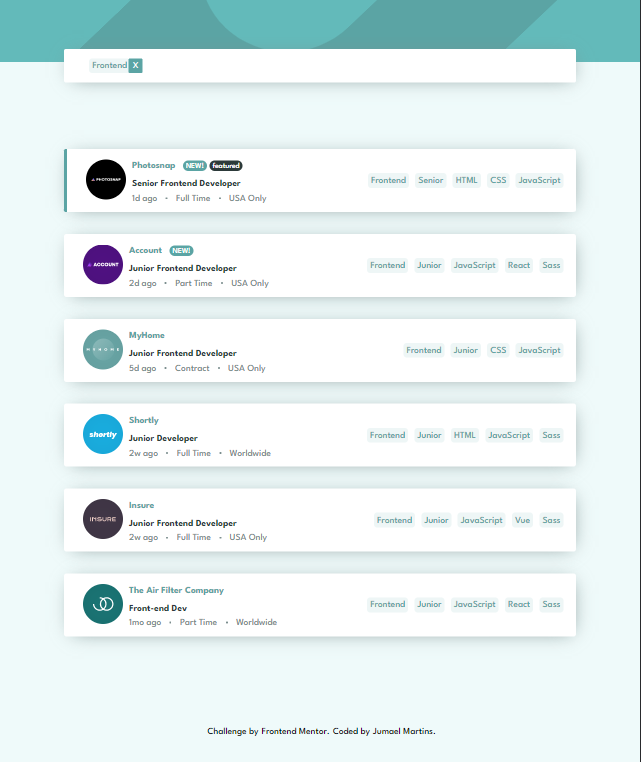 Frontend X
PHOTOSNAP
Photosnap NEW! featured
Senior Frontend Developer
1d ago • Full Time • USA Only
Frontend Senior HTML CSS JavaScript
ACCOUNT
Account NEW!
Junior Frontend Developer
2d ago • Part Time • USA Only
Frontend Junior JavaScript React Sass
MYHOME
MyHome
Junior Frontend Developer
5d ago • Contract • USA Only
Frontend Junior CSS JavaScript
shortly
Shortly
Junior Developer
2w ago • Full Time • Worldwide
Frontend Junior HTML JavaScript Sass
INSURE
Insure
Junior Frontend Developer
2w ago • Full Time • USA Only
Frontend Junior JavaScript Vue Sass
The Air Filter Company
Front-end Dev
1mo ago • Part Time • Worldwide
Frontend Junior JavaScript React Sass
Challenge by Frontend Mentor. Coded by Jumael Martins.